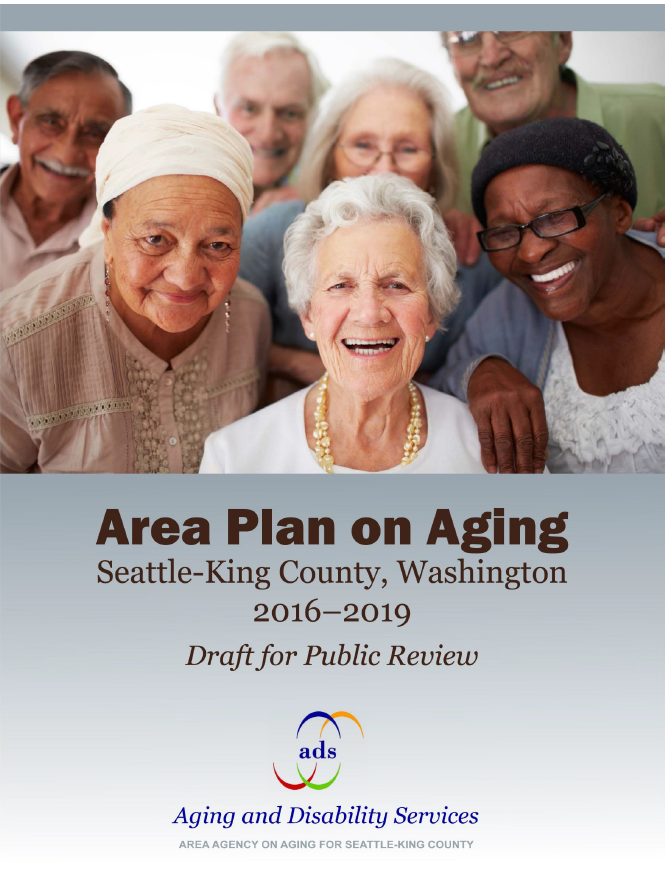 Area Plan on Aging
Seattle-King County, Washington
2016–2019
Draft for Public Review
ads
Aging and Disability Services
AREA AGENCY ON AGING FOR SEATTLE-KING COUNTY